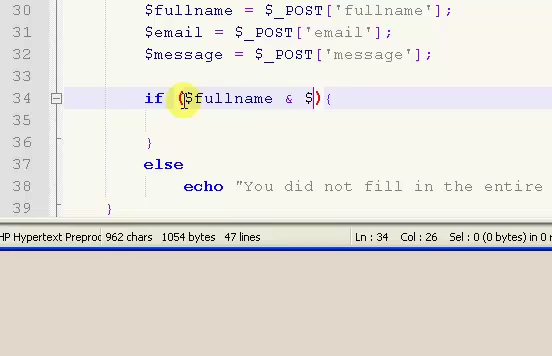 30 $fullname = $_POST['fullname'];
31 $email = $_POST['email'];
32 $message = $_POST['message'];
33
34 if ($fullname & $){
35
36 }
37 else
38 echo "You did not fill in the entire
39 }
HP Hypertext Preproc 962 chars 1054 bytes 47 lines Ln : 34 Col : 26 Sel : 0 (0 bytes) in 0 r